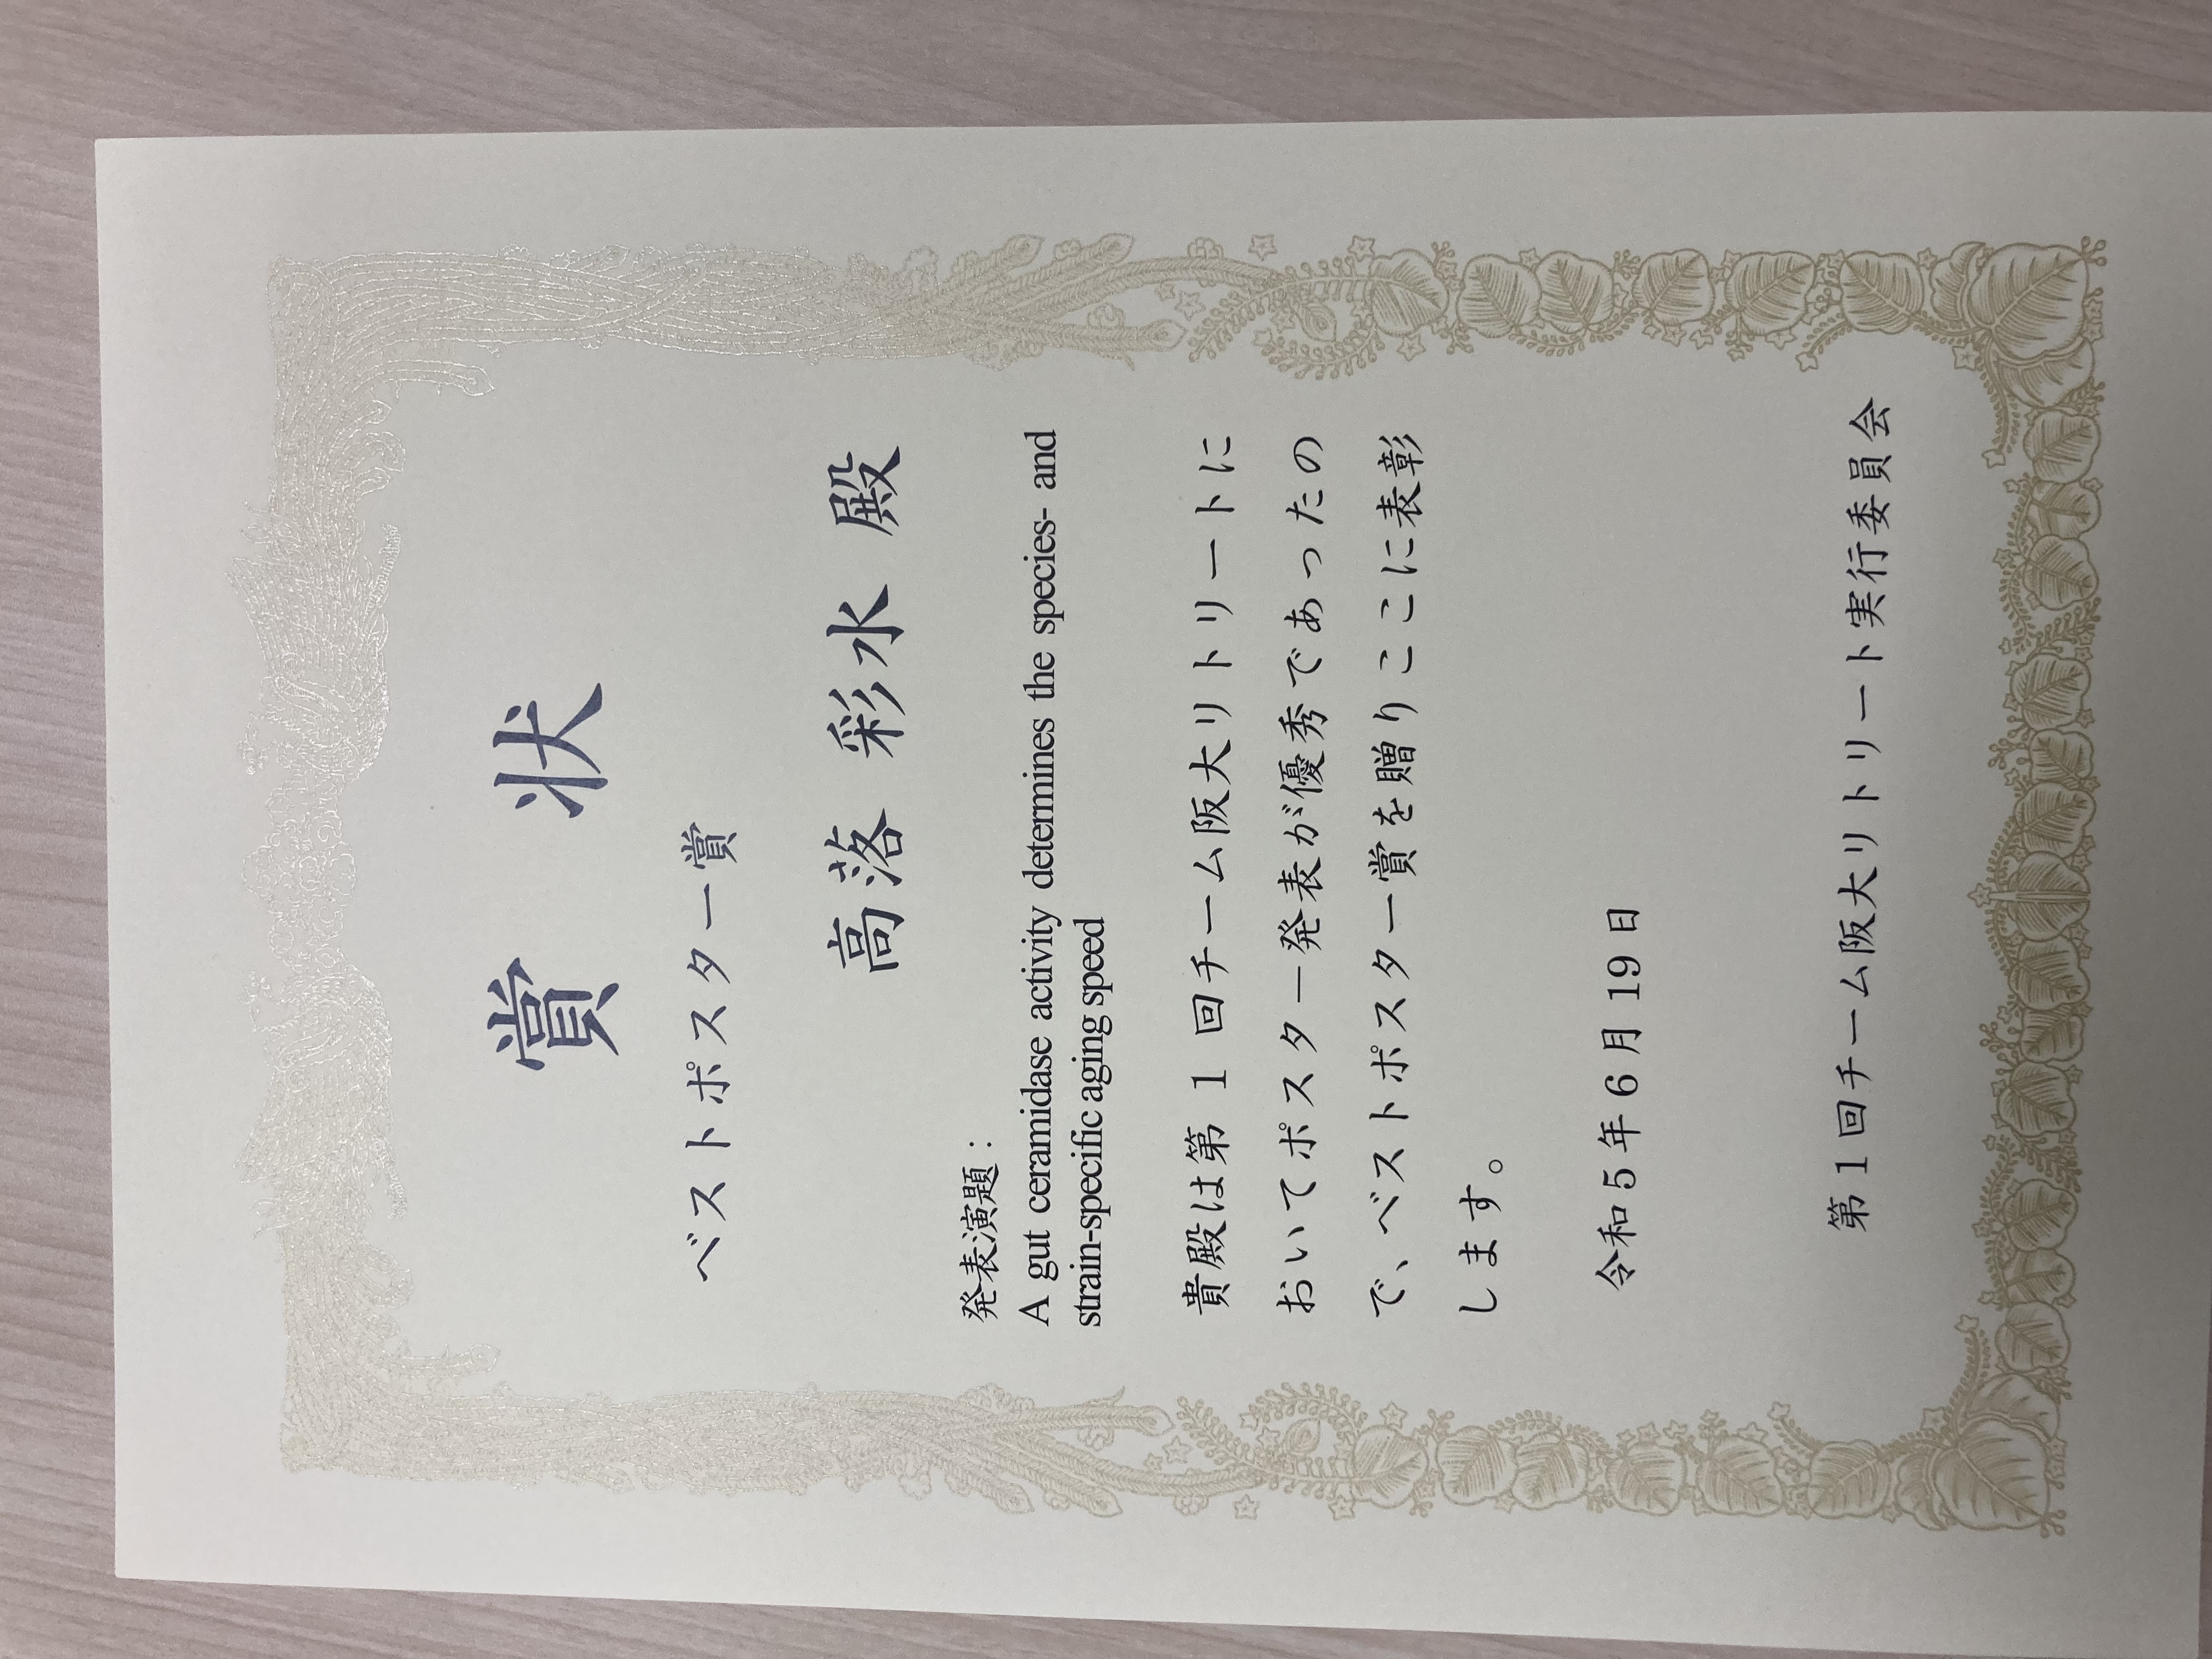 賞 状
ベストポスター賞
高落 彩水 殿
発表演題：
A gut ceramidase activity determines the species- and
strain-specific aging speed
貴殿は第 1 回チーム阪大リトリートに
おいてポスター発表が優秀であったの
で、ベストポスター賞を贈りここに表彰
します。
令和5年6月19日
第1回チーム阪大リトリート実行委員会